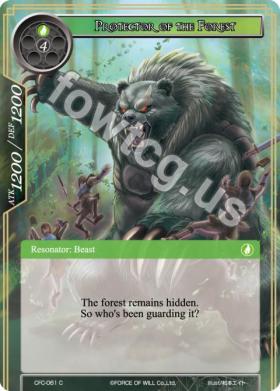 Protector of the Forest
4
ATK 1200 / DEF 1200
fowtcg.us
Resonator: Beast
The forest remains hidden.
So who's been guarding it?
CFC-061 C
©FORCE OF WILL Co.,Ltd.